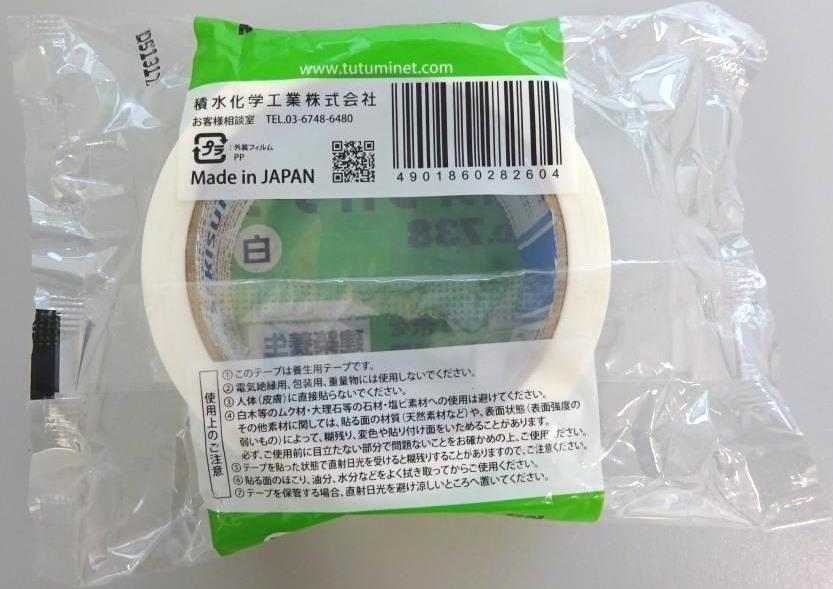 DS1312
www.tutuminet.com
積水化学工業株式会社
お客様相談室 TEL.03-6748-6480
プラ
:外装フィルム
PP
Made in JAPAN
4901860282604
738
白
建築養生
使用上のご注意
①このテープは養生用テープです。
②電気絶縁用、包装用、重量物には使用しないでください。
③人体(皮膚)に直接貼らないでください。
④白木等のムク材・大理石等の石材・塩ビ素材への使用は避けてください。
その他素材に関しては、貼る面の材質(天然素材など)や、表面状態(表面強度の
弱いもの)によって、糊残り、変色や貼り付け面をいためることがあります。
必ず、ご使用前に目立たない部分で問題ないことをお確かめの上、ご使用ください。
⑤テープを貼った状態で直射日光を受けると糊残りすることがありますので、ご注意ください。
⑥貼る面のほこり、油分、水分などをよく拭き取ってからご使用ください。
⑦テープを保管する場合、直射日光を避け涼しいところへ置いてください。